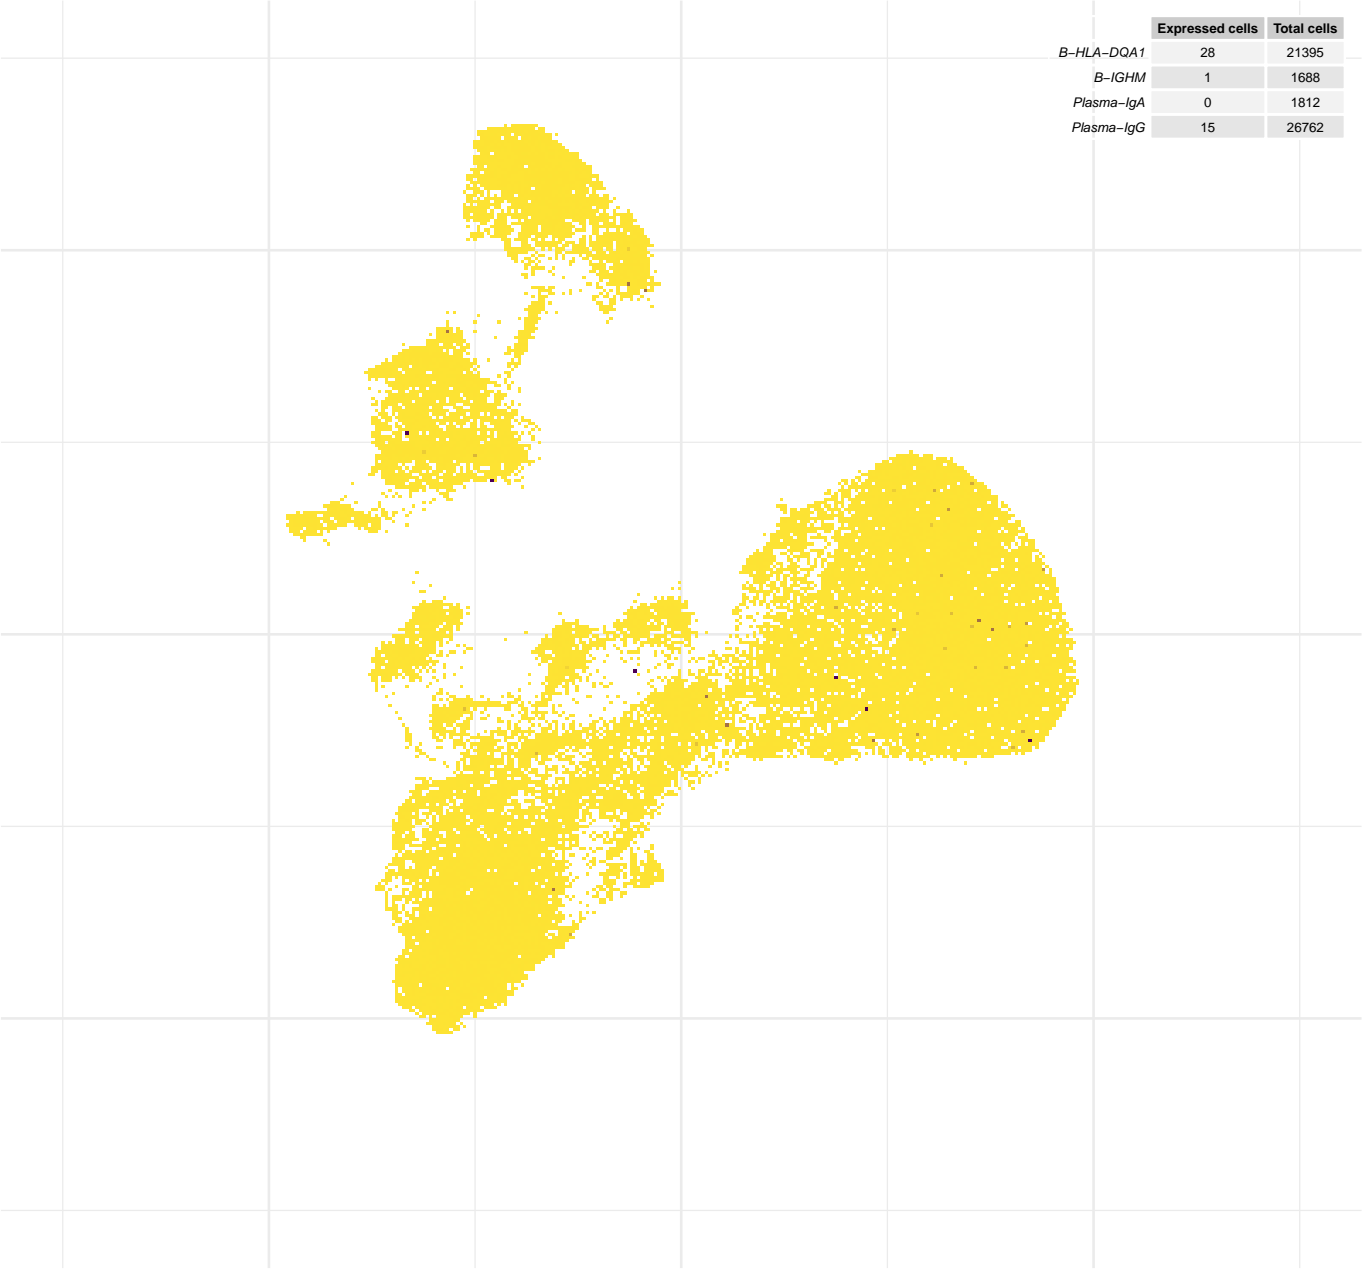 Expressed cells Total cells
B−HLA−DQA1 28 21395
B−IGHM 1 1688
Plasma−IgA 0 1812
Plasma−IgG 15 26762